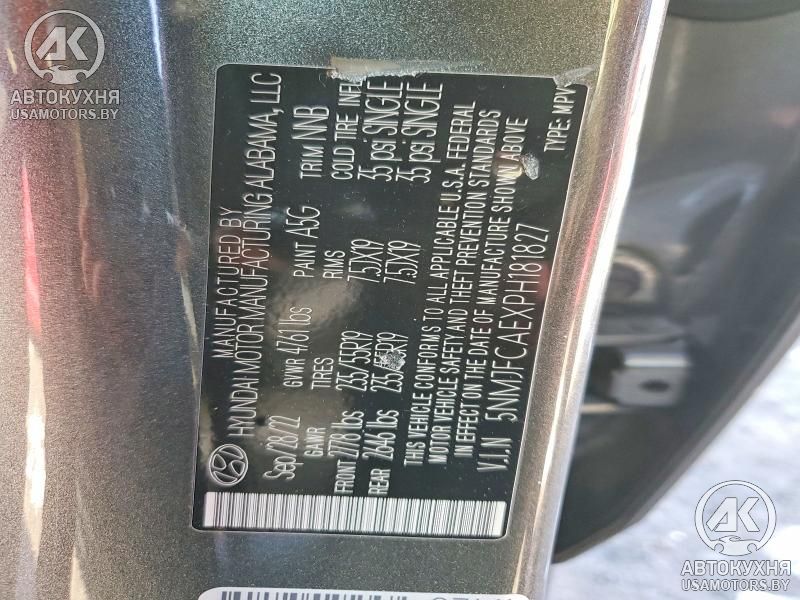 AK
АВТОКУХНЯ
USAMOTORS.BY
MANUFACTURED BY
HYUNDAI MOTOR MANUFACTURING ALABAMA, LLC
Sep/28/22 GVWR 4761 lbs PAINT A5G TRIM NNB
GAWR TIRES RIMS COLD TIRE INFL
FRONT 2778 lbs 235/55R19 7.5JX19 35 psi SINGLE
REAR 2646 lbs 235/55R19 7.5JX19 35 psi SINGLE
THIS VEHICLE CONFORMS TO ALL APPLICABLE U.S.A. FEDERAL
MOTOR VEHICLE SAFETY AND THEFT PREVENTION STANDARDS
IN EFFECT ON THE DATE OF MANUFACTURE SHOWN ABOVE
V.I.N 5NMJFCAEXPH181827 TYPE: MPV
AK
АВТОКУХНЯ
USAMOTORS.BY